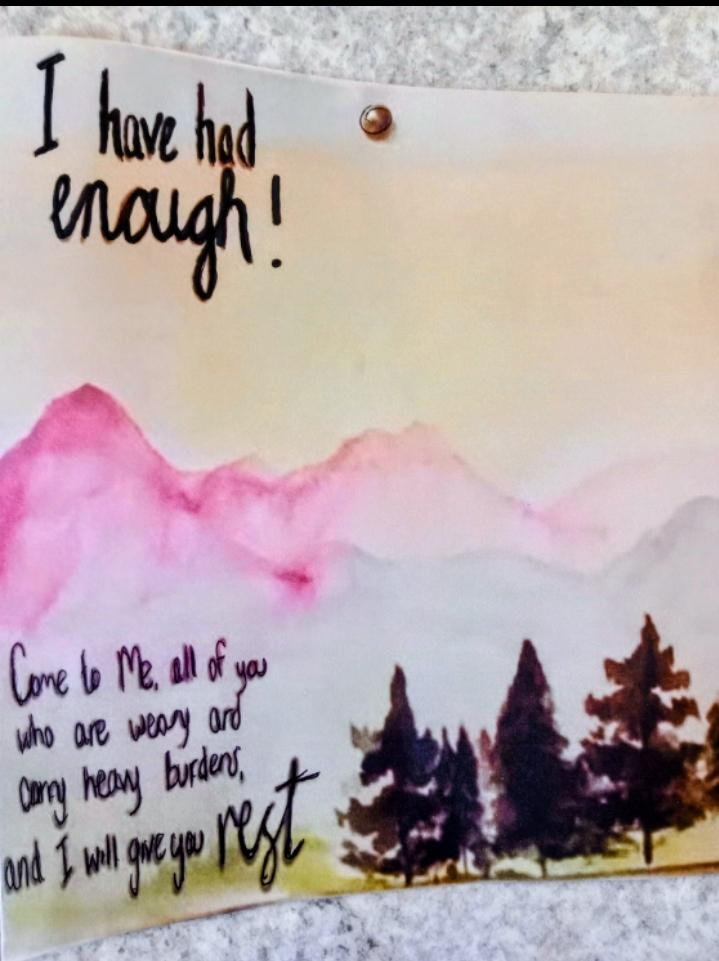 I have had
enough!
Come to Me, all of you
who are weary and
carry heavy burdens,
and I will give you rest